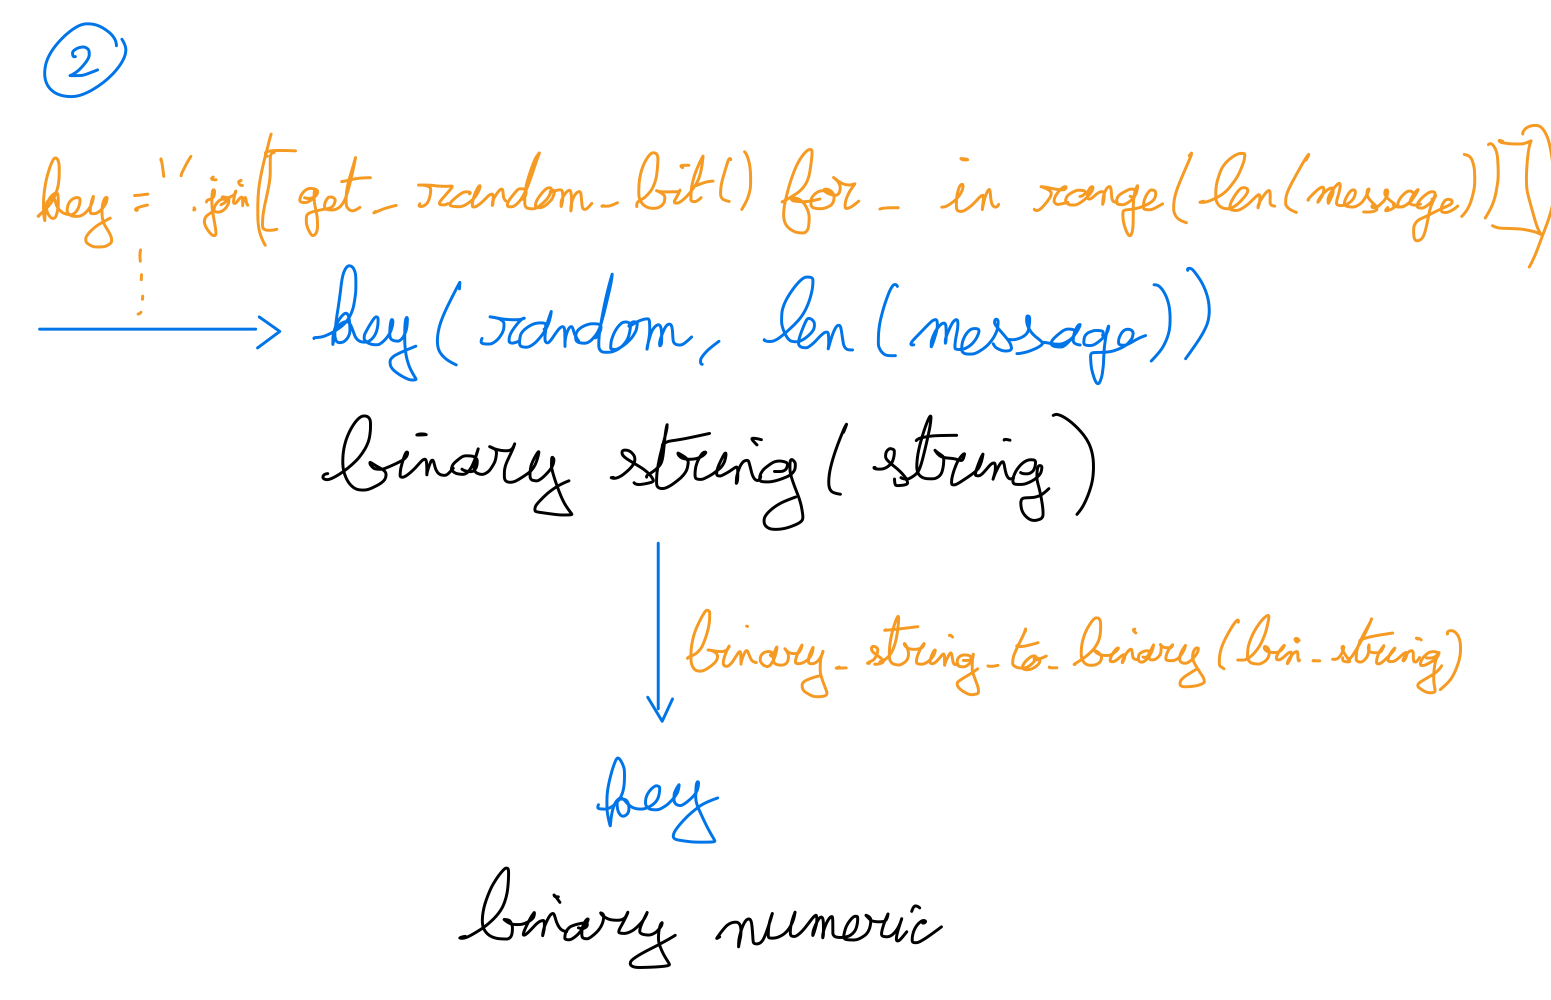 2
key = ''.join([get_random_bit() for _ in range(len(message))])
key(random, len(message))
binary string(string)
binary_string_to_binary(bin_string)
key
binary numeric